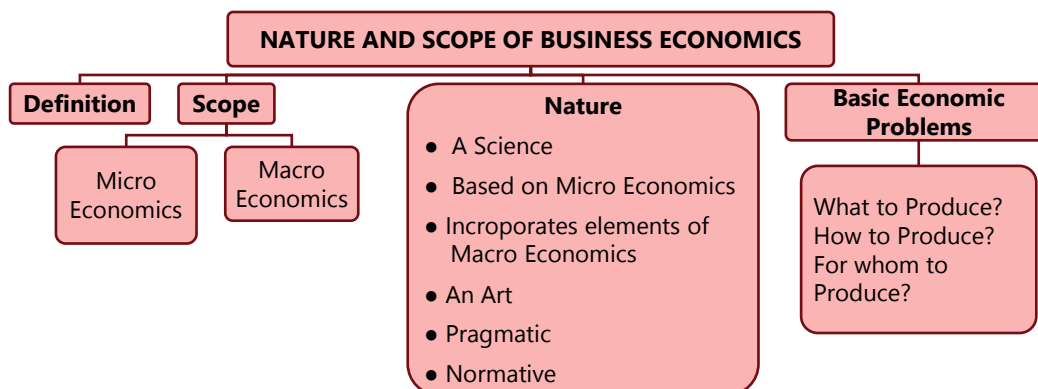 NATURE AND SCOPE OF BUSINESS ECONOMICS
Definition
Scope
Micro
Economics
Macro
Economics
Nature
● A Science
● Based on Micro Economics
● Incroporates elements of
Macro Economics
● An Art
● Pragmatic
● Normative
Basic Economic
Problems
What to Produce?
How to Produce?
For whom to
Produce?